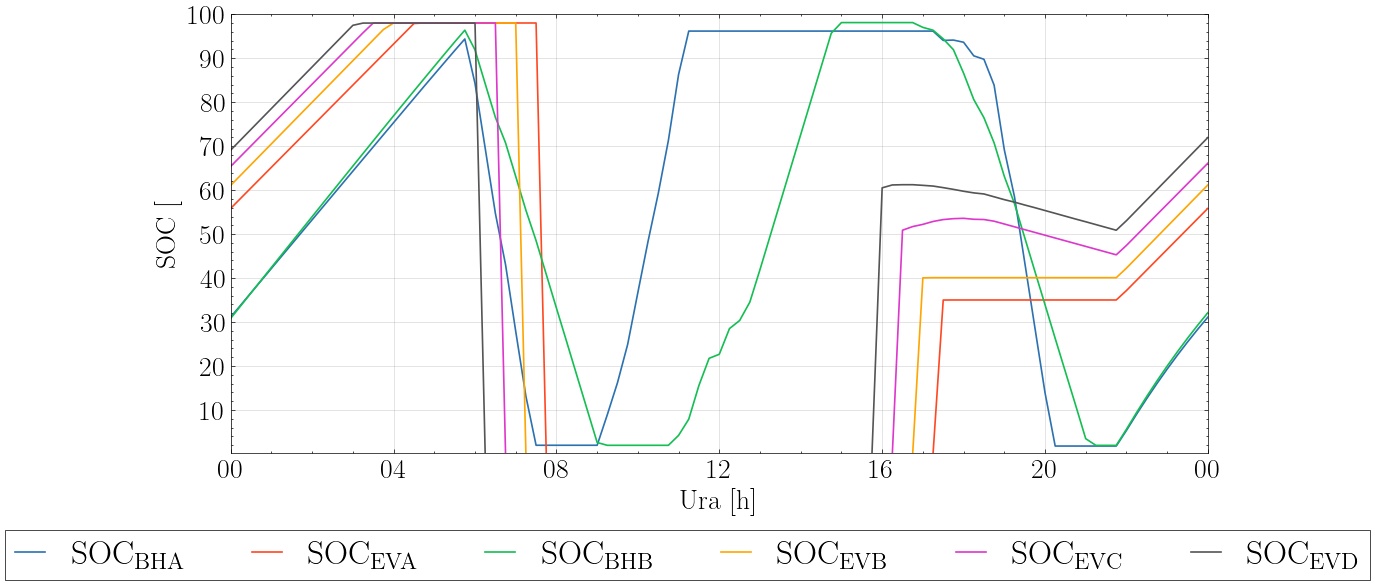 100
90
80
70
60
50
40
30
20
10
SOC [
00 04 08 12 16 20 00
Ura [h]
SOC_BHA SOC_EVA SOC_BHB SOC_EVB SOC_EVC SOC_EVD